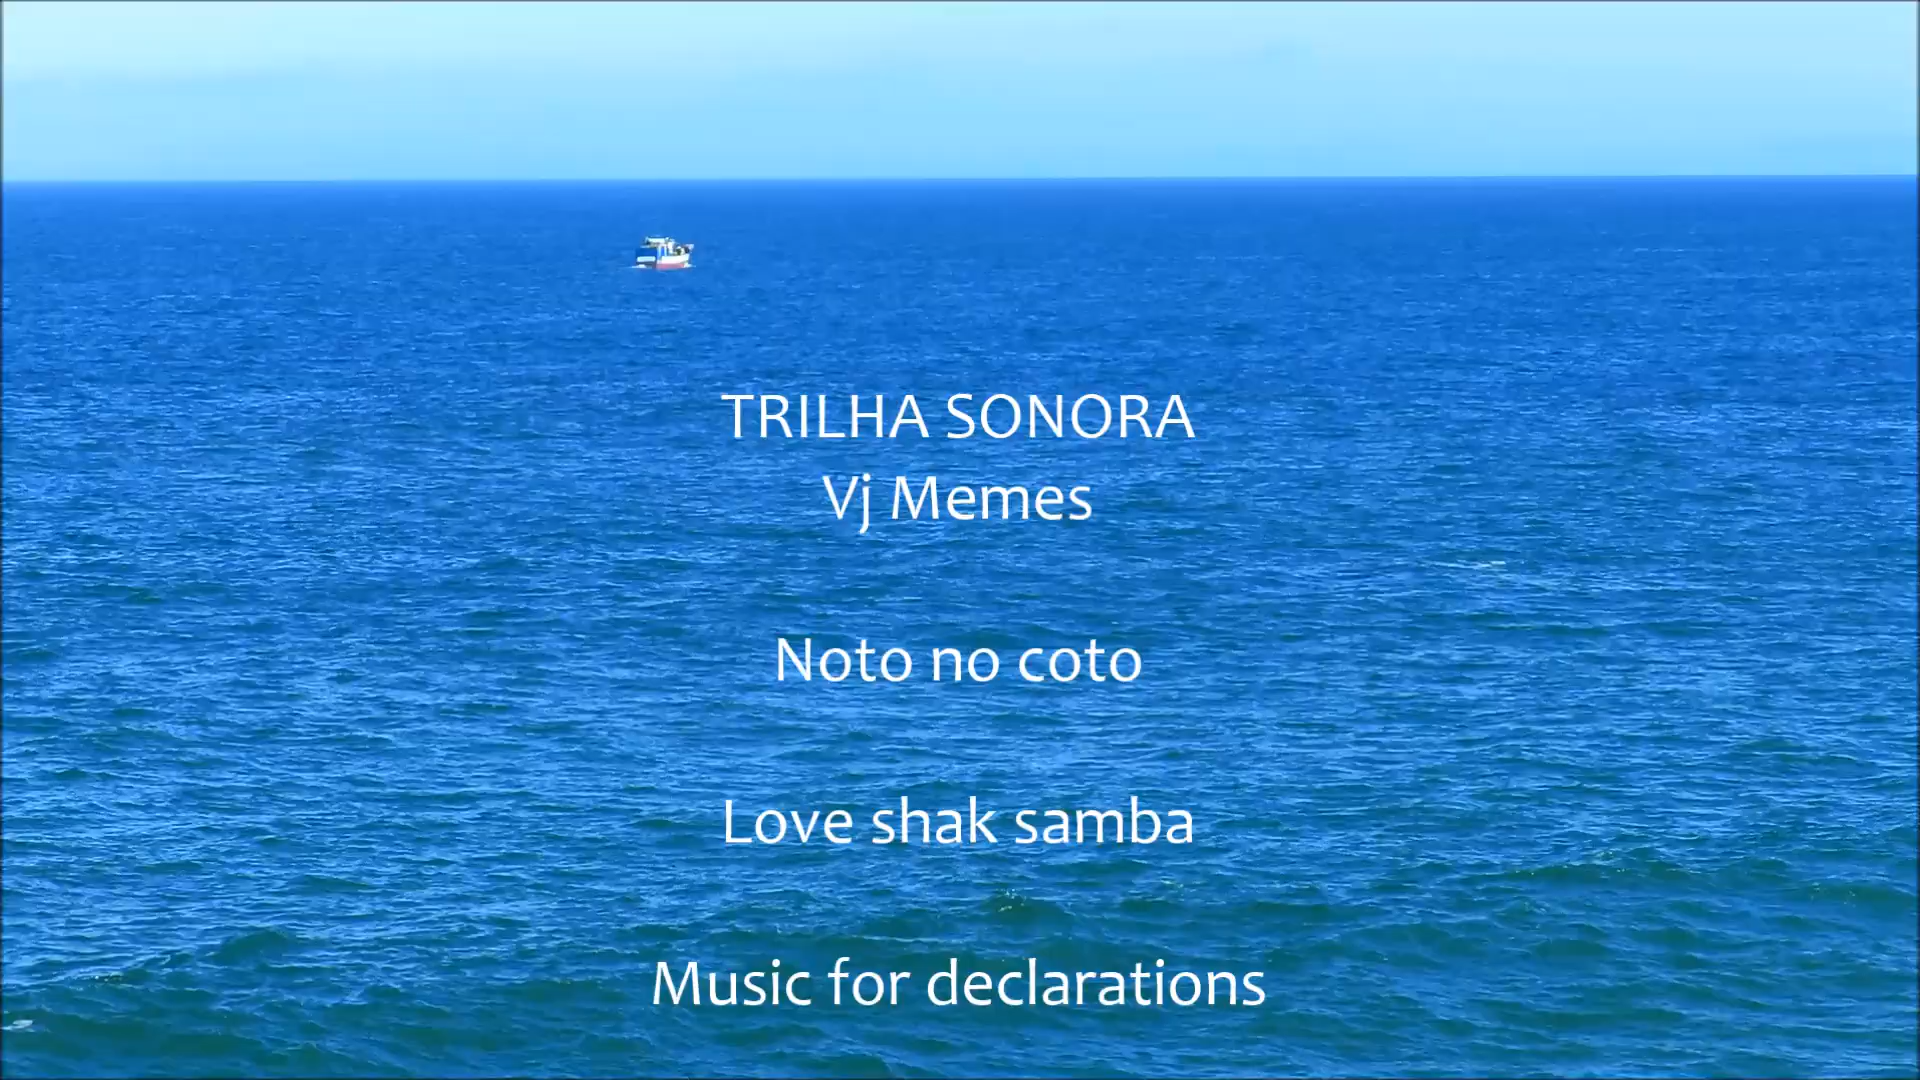 TRILHA SONORA
Vj Memes
Noto no coto
Love shak samba
Music for declarations